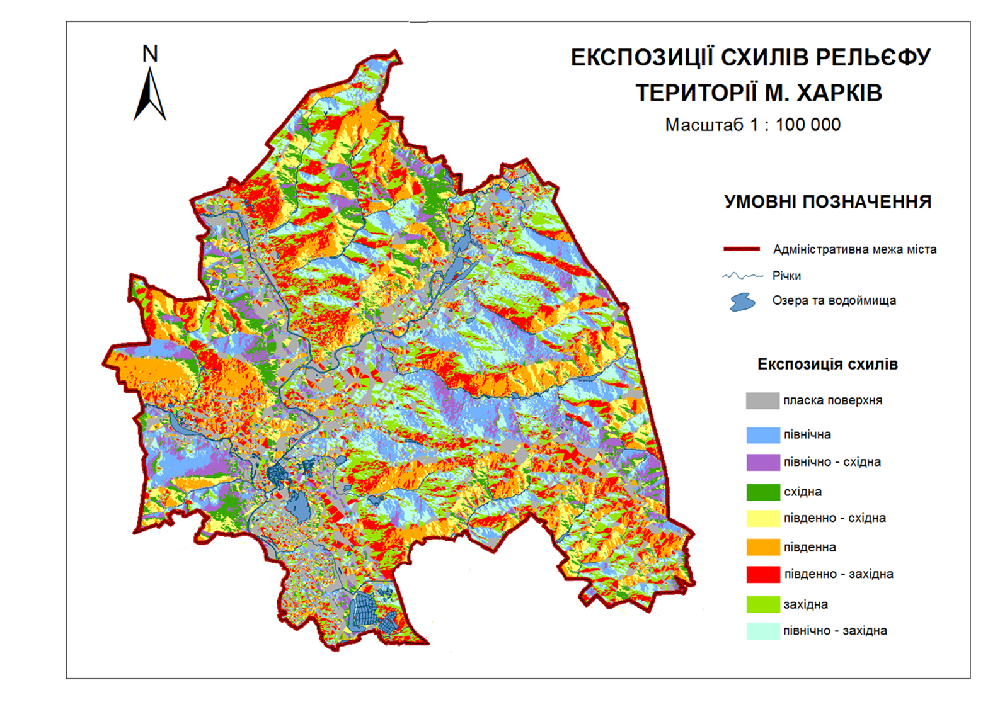 N
ЕКСПОЗИЦІЇ СХИЛІВ РЕЛЬЄФУ
ТЕРИТОРІЇ М. ХАРКІВ
Масштаб 1 : 100 000
УМОВНІ ПОЗНАЧЕННЯ
Адміністративна межа міста
Річки
Озера та водоймища
Експозиція схилів
пласка поверхня
північна
північно - східна
східна
південно - східна
південна
південно - західна
західна
північно - західна